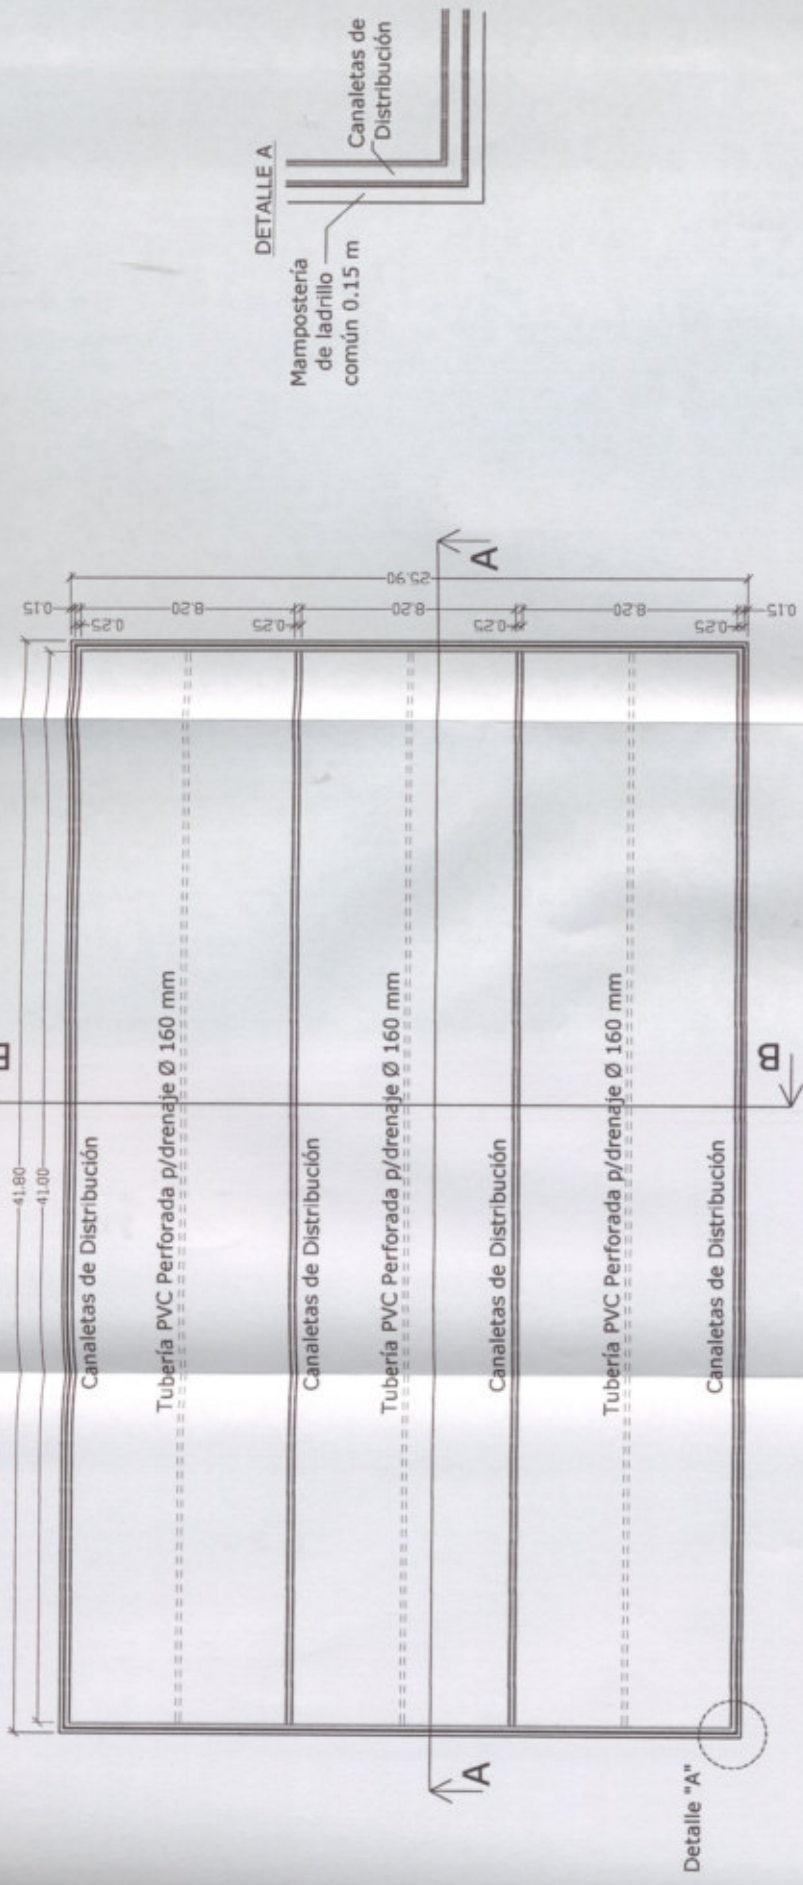 DETALLE A
Canaletas de
Distribución
Mampostería
de ladrillo
común 0.15 m
B
41.80
41.00
Canaletas de Distribución
Tubería PVC Perforada p/drenaje Ø 160 mm
Canaletas de Distribución
Tubería PVC Perforada p/drenaje Ø 160 mm
Canaletas de Distribución
Tubería PVC Perforada p/drenaje Ø 160 mm
Canaletas de Distribución
0.15
0.25
8.20
0.25
8.20
0.25
8.20
0.25
0.15
25.90
A
A
B
Detalle "A"